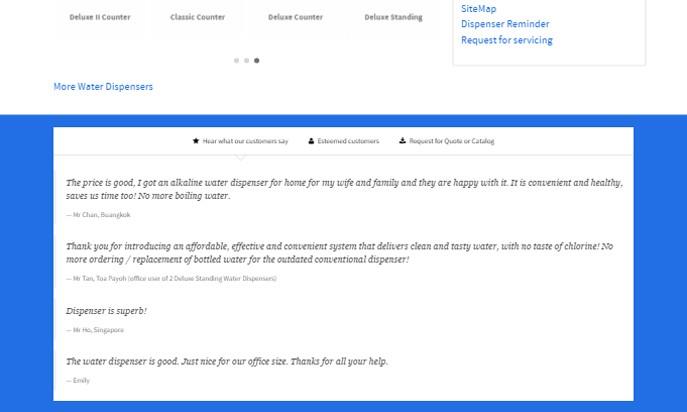 Deluxe II Counter
Classic Counter
Deluxe Counter
Deluxe Standing
SiteMap
Dispenser Reminder
Request for servicing
More Water Dispensers
Hear what our customers say
Esteemed customers
Request for Quote or Catalog
The price is good, I got an alkaline water dispenser for home for my wife and family and they are happy with it. It is convenient and healthy,
saves us time too! No more boiling water.
— Mr Chan, Buangkok
Thank you for introducing an affordable, effective and convenient system that delivers clean and tasty water, with no taste of chlorine! No
more ordering / replacement of bottled water for the outdated conventional dispenser!
— Mr Tan, Toa Payoh (office user of 2 Deluxe Standing Water Dispensers)
Dispenser is superb!
— Mr Ho, Singapore
The water dispenser is good. Just nice for our office size. Thanks for all your help.
— Emily